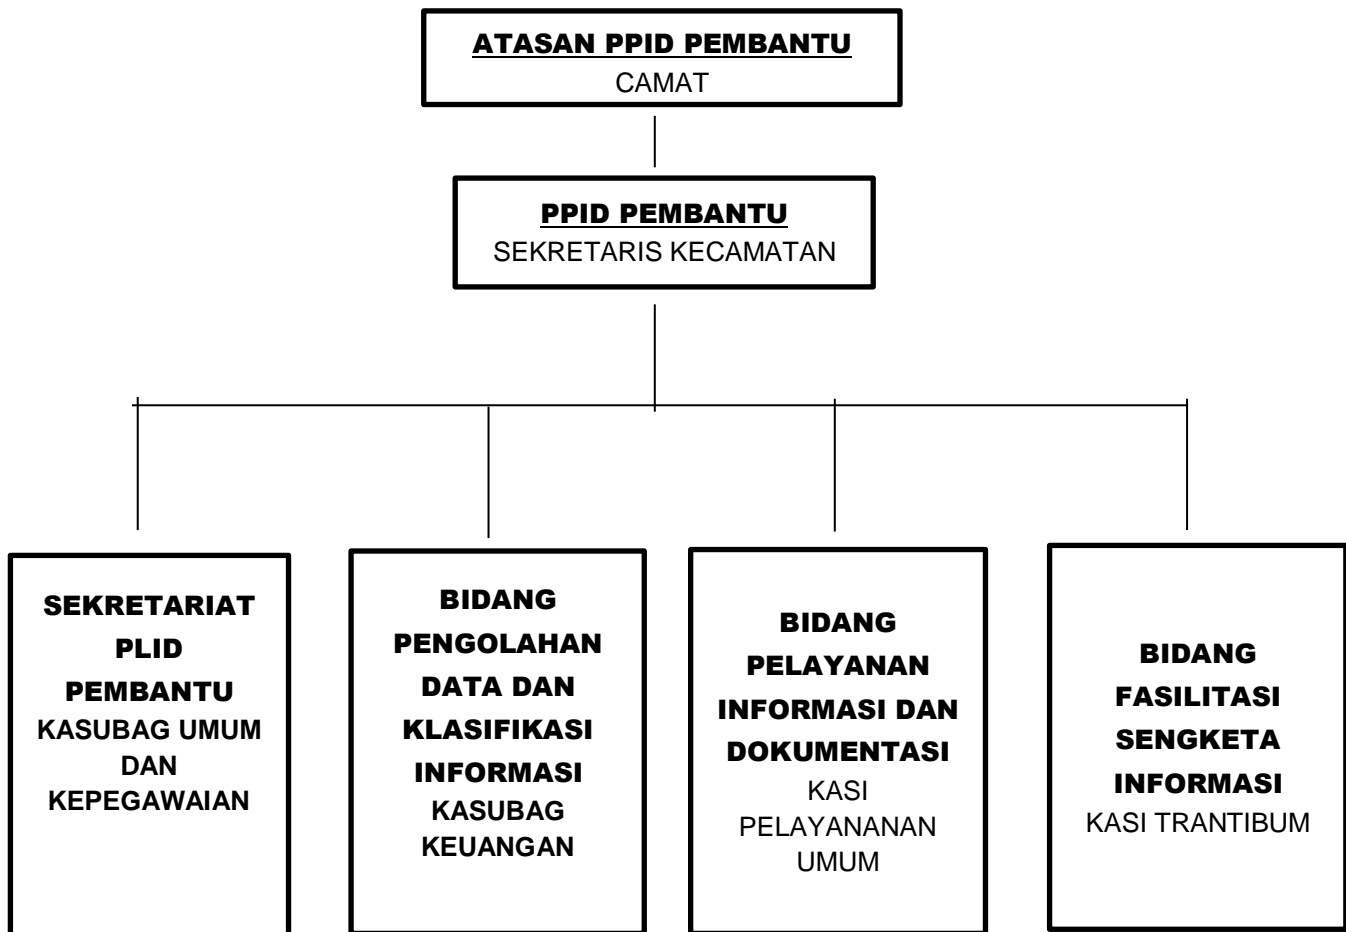 ATASAN PPID PEMBANTU
CAMAT
PPID PEMBANTU
SEKRETARIS KECAMATAN
SEKRETARIAT
PLID
PEMBANTU
KASUBAG UMUM
DAN
KEPEGAWAIAN
BIDANG
PENGOLAHAN
DATA DAN
KLASIFIKASI
INFORMASI
KASUBAG
KEUANGAN
BIDANG
PELAYANAN
INFORMASI DAN
DOKUMENTASI
KASI
PELAYANANAN
UMUM
BIDANG
FASILITASI
SENGKETA
INFORMASI
KASI TRANTIBUM